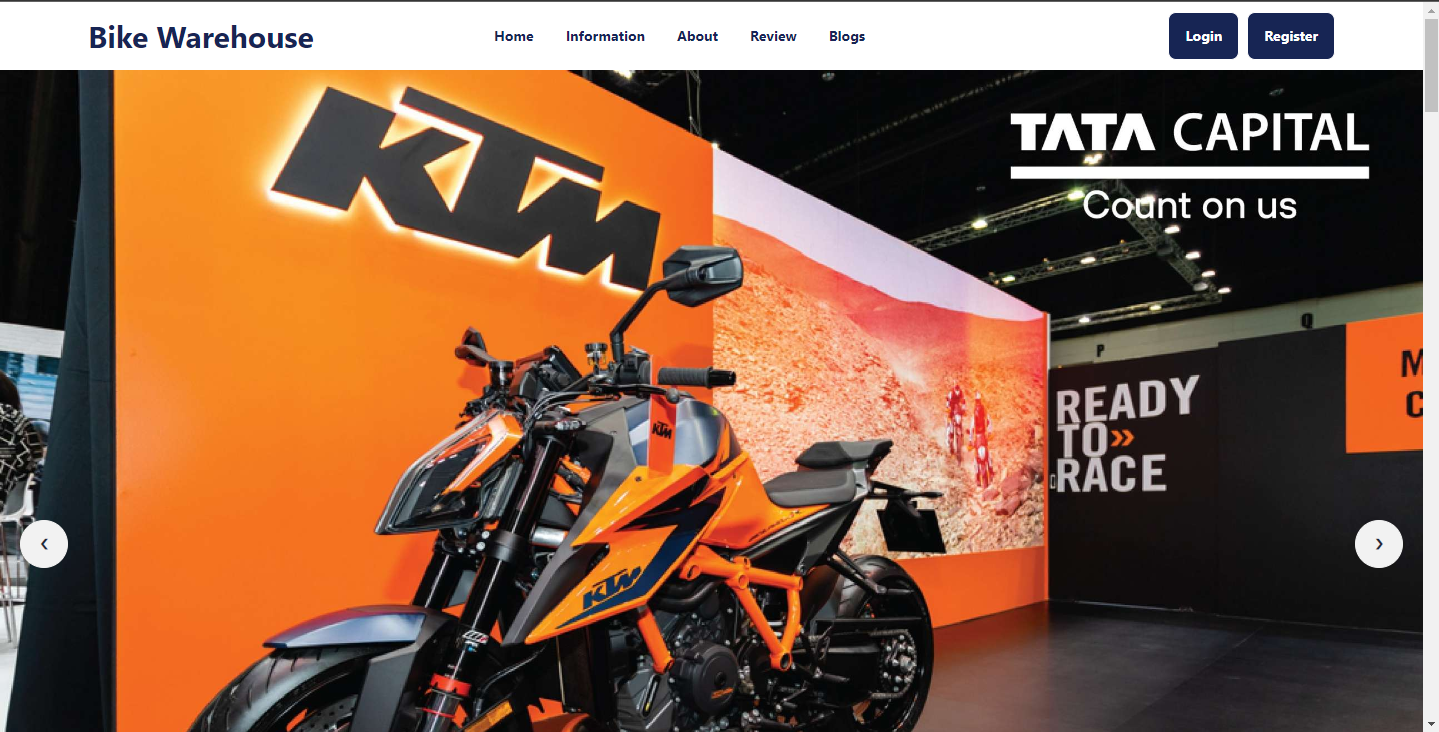 Bike Warehouse
Home
Information
About
Review
Blogs
Login
Register
KTM
TATA CAPITAL
Count on us
P
Q
READY
TO»
RACE
M
C
KTM
KTM
‹
›